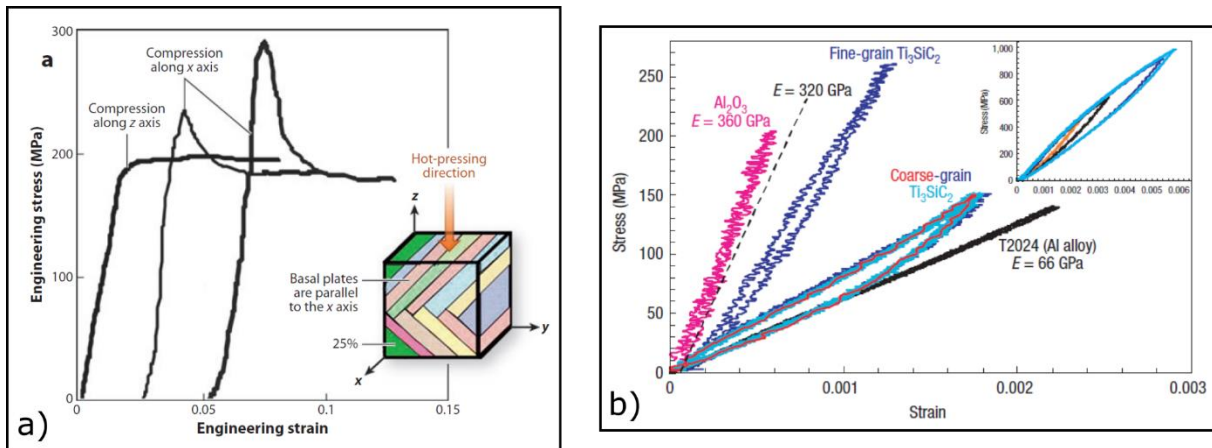 a
300
200
100
0
Engineering stress (MPa)
Compression
along x axis
Compression
along z axis
Hot-pressing
direction
z
Basal plates
are parallel
to the x axis
25%
x
y
0
0.05
0.1
0.15
Engineering strain
a)
250
200
150
100
50
0
Stress (MPa)
Fine-grain Ti₃SiC₂
Al₂O₃
E = 360 GPa
E = 320 GPa
Coarse-grain
Ti₃SiC₂
T2024 (Al alloy)
E = 66 GPa
1,000
800
600
400
200
0
Stress (MPa)
0
0.001
0.002
0.003
0.004
0.005
0.006
Strain
0
0.001
0.002
0.003
Strain
b)